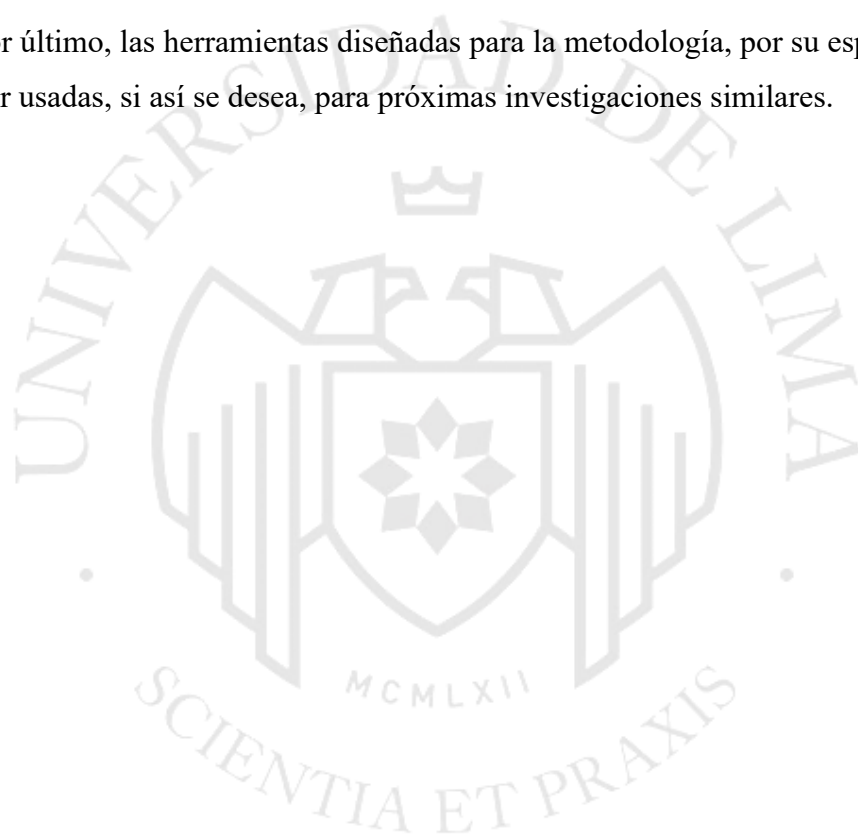 r último, las herramientas diseñadas para la metodología, por su esp
r usadas, si así se desea, para próximas investigaciones similares.
UNIVERSIDAD DE LIMA
MCMLXII
SCIENTIA ET PRAXIS